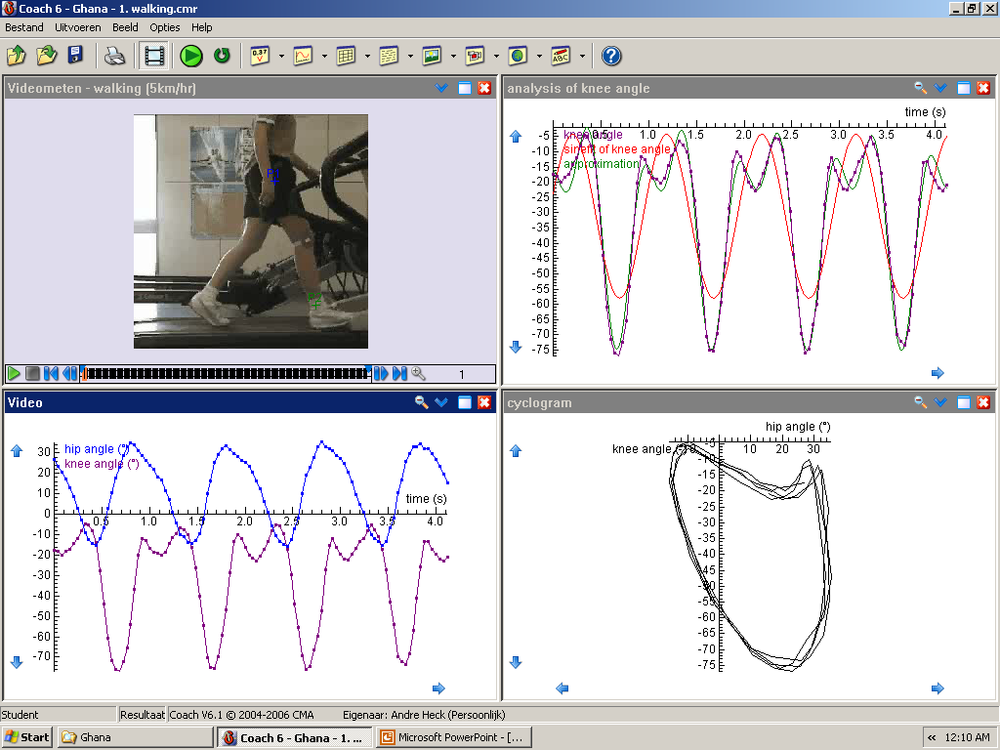 Coach 6 - Ghana - 1. walking.cmr
Bestand Uitvoeren Beeld Opties Help
0.37
ABC
Videometen - walking (5km/hr)
P1
1
analysis of knee angle
time (s)
knee angle
sinefit of knee angle
approximation
0.5 1.0 1.5 2.0 2.5 3.0 3.5 4.0
-5
-10
-15
-20
-25
-30
-35
-40
-45
-50
-55
-60
-65
-70
-75
Video
hip angle (°)
knee angle (°)
time (s)
30
20
10
0
-10
-20
-30
-40
-50
-60
-70
0.5 1.0 1.5 2.0 2.5 3.0 3.5 4.0
cyclogram
hip angle (°)
knee angle
10 20 30
-5
-10
-15
-20
-25
-30
-35
-40
-45
-50
-55
-60
-65
-70
-75
Student Resultaat Coach V6.1 © 2004-2006 CMA Eigenaar: Andre Heck (Persoonlijk)
Start Ghana Coach 6 - Ghana - 1. ... Microsoft PowerPoint - [... « 12:10 AM